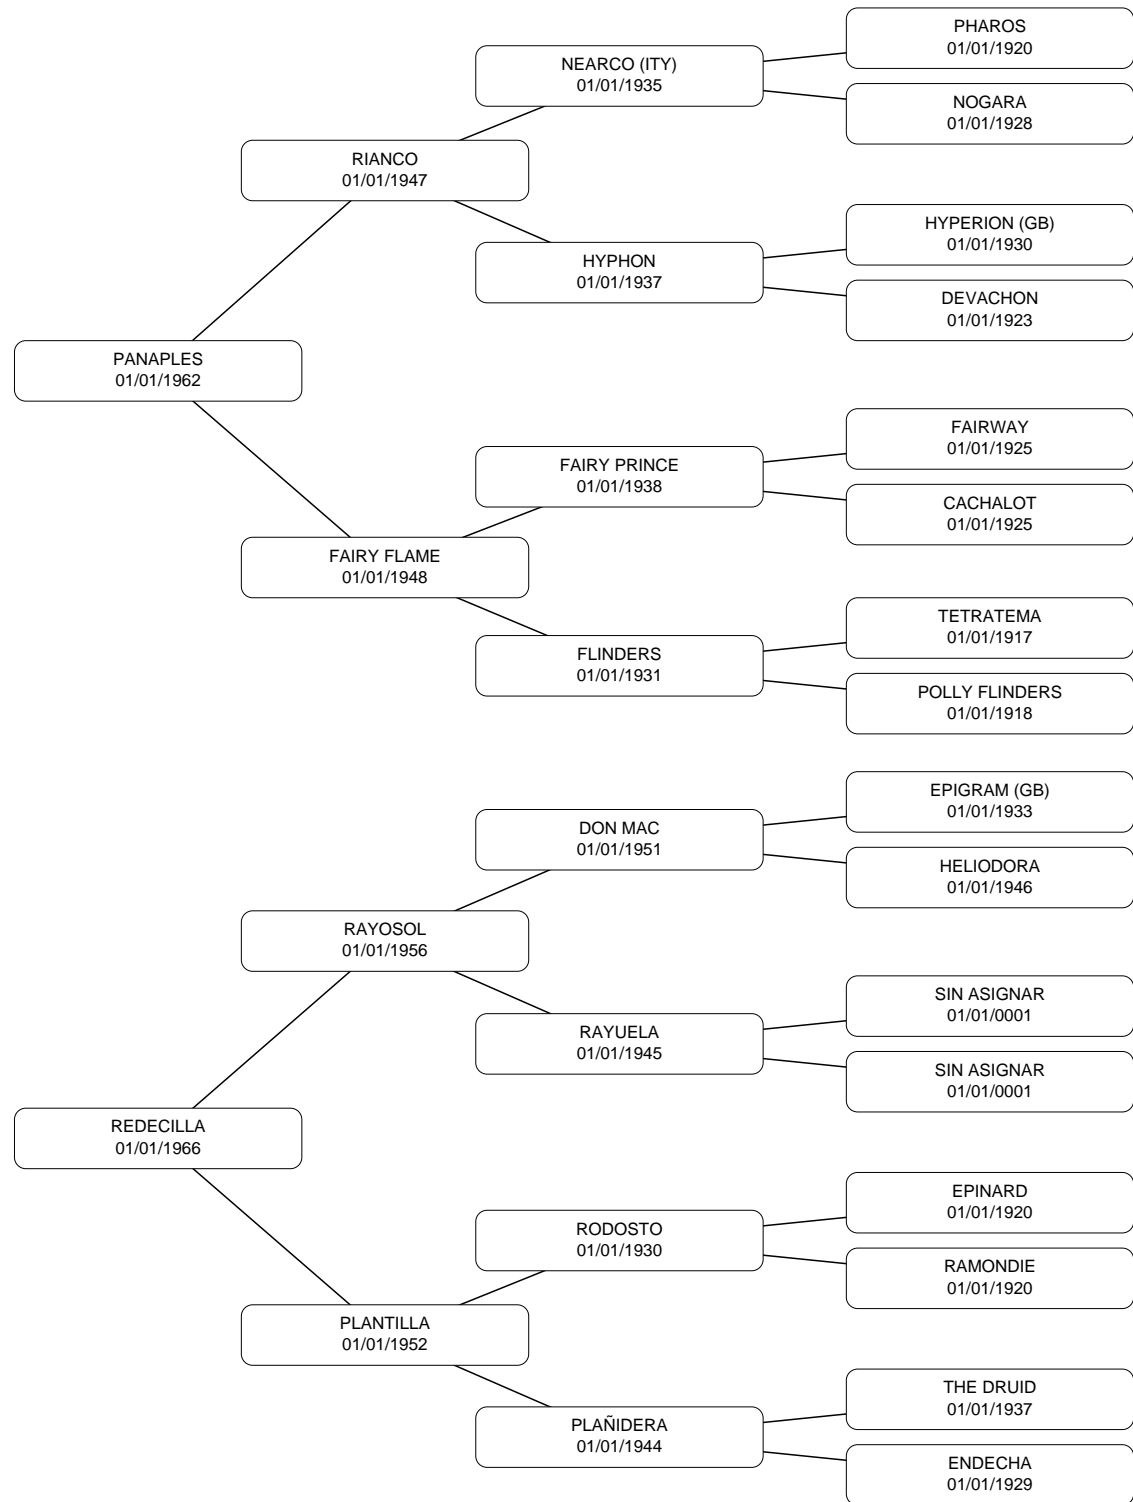 PHAROS
01/01/1920
NEARCO (ITY)
01/01/1935
NOGARA
01/01/1928
RIANCO
01/01/1947
HYPERION (GB)
01/01/1930
HYPHON
01/01/1937
DEVACHON
01/01/1923
PANAPLES
01/01/1962
FAIRWAY
01/01/1925
FAIRY PRINCE
01/01/1938
CACHALOT
01/01/1925
FAIRY FLAME
01/01/1948
TETRATEMA
01/01/1917
FLINDERS
01/01/1931
POLLY FLINDERS
01/01/1918
EPIGRAM (GB)
01/01/1933
DON MAC
01/01/1951
HELIODORA
01/01/1946
RAYOSOL
01/01/1956
SIN ASIGNAR
01/01/0001
RAYUELA
01/01/1945
SIN ASIGNAR
01/01/0001
REDECILLA
01/01/1966
EPINARD
01/01/1920
RODOSTO
01/01/1930
RAMONDIE
01/01/1920
PLANTILLA
01/01/1952
THE DRUID
01/01/1937
PLAÑIDERA
01/01/1944
ENDECHA
01/01/1929